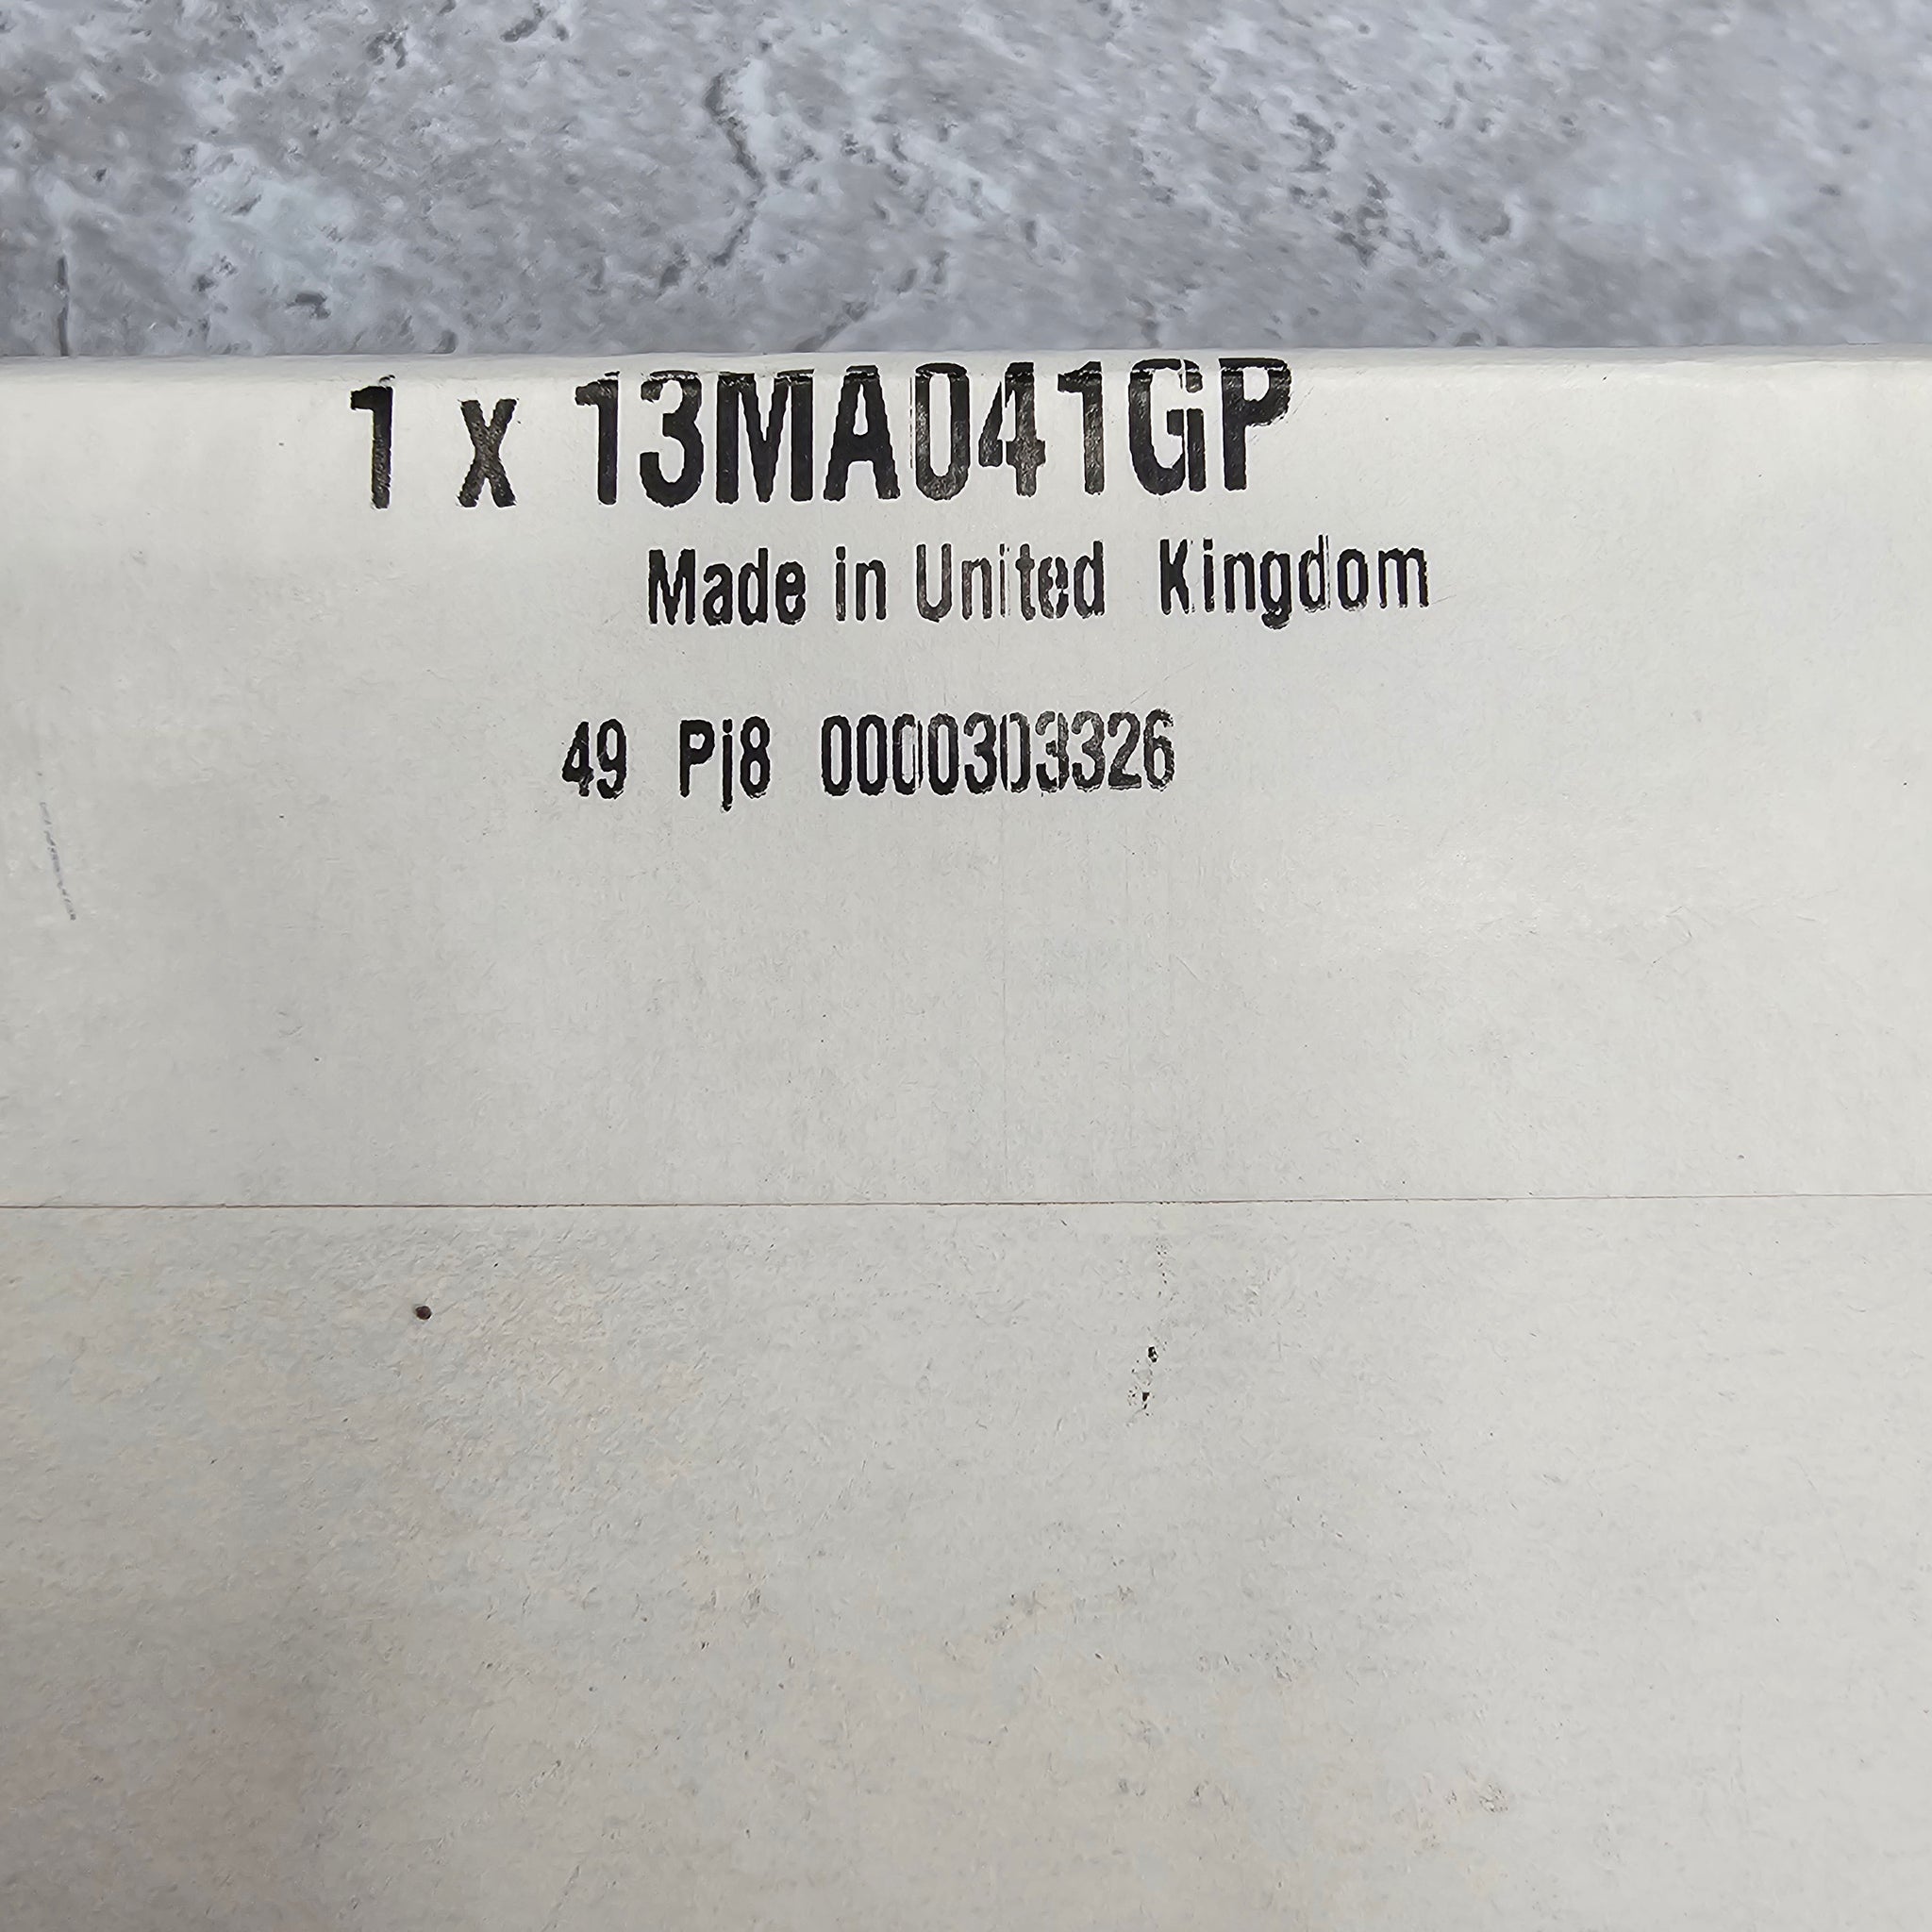 1 x 13MA041GP
Made in United Kingdom
49 Pj8 0000303326